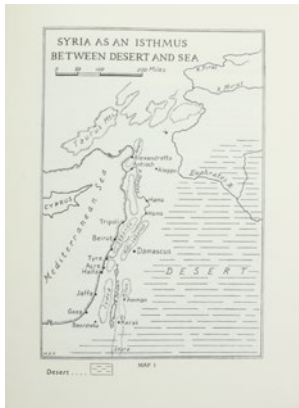 SYRIA AS AN ISTHMUS
BETWEEN DESERT AND SEA
Miles
Taurus Mts
Euphrates R
CYPRUS
Mediterranean Sea
Alexandretta
Antioch
Aleppo
Hama
Homs
Tripoli
Beirut
Damascus
Tyre
Acre
Haifa
DESERT
Jaffa
Amman
Gaza
Beersheba
Kerak
MAP 1
Desert ....